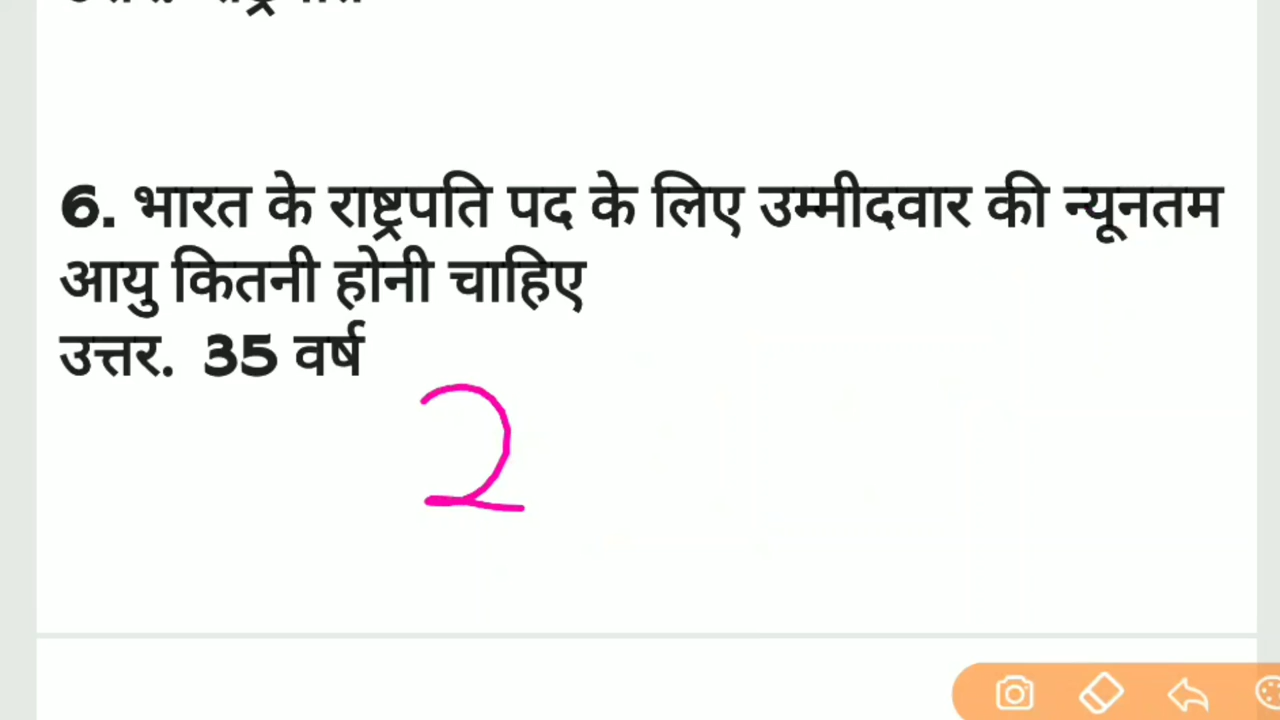 6. भारत के राष्ट्रपति पद के लिए उम्मीदवार की न्यूनतम
आयु कितनी होनी चाहिए
उत्तर. 35 वर्ष
2